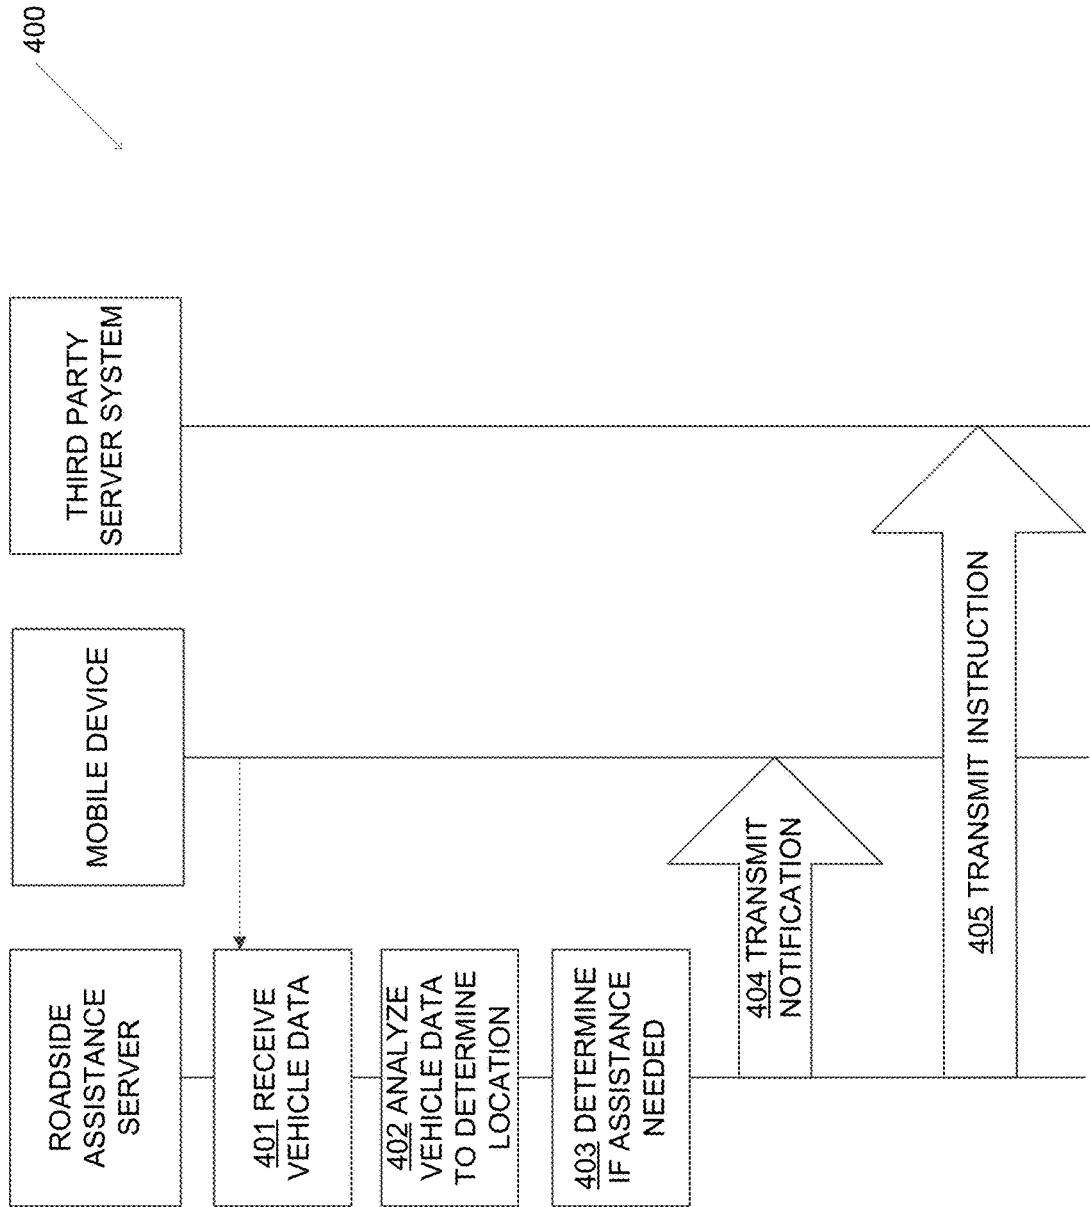 400
ROADSIDE
ASSISTANCE
SERVER
MOBILE DEVICE
THIRD PARTY
SERVER SYSTEM
401 RECEIVE
VEHICLE DATA
402 ANALYZE
VEHICLE DATA
TO DETERMINE
LOCATION
403 DETERMINE
IF ASSISTANCE
NEEDED
404 TRANSMIT
NOTIFICATION
405 TRANSMIT INSTRUCTION